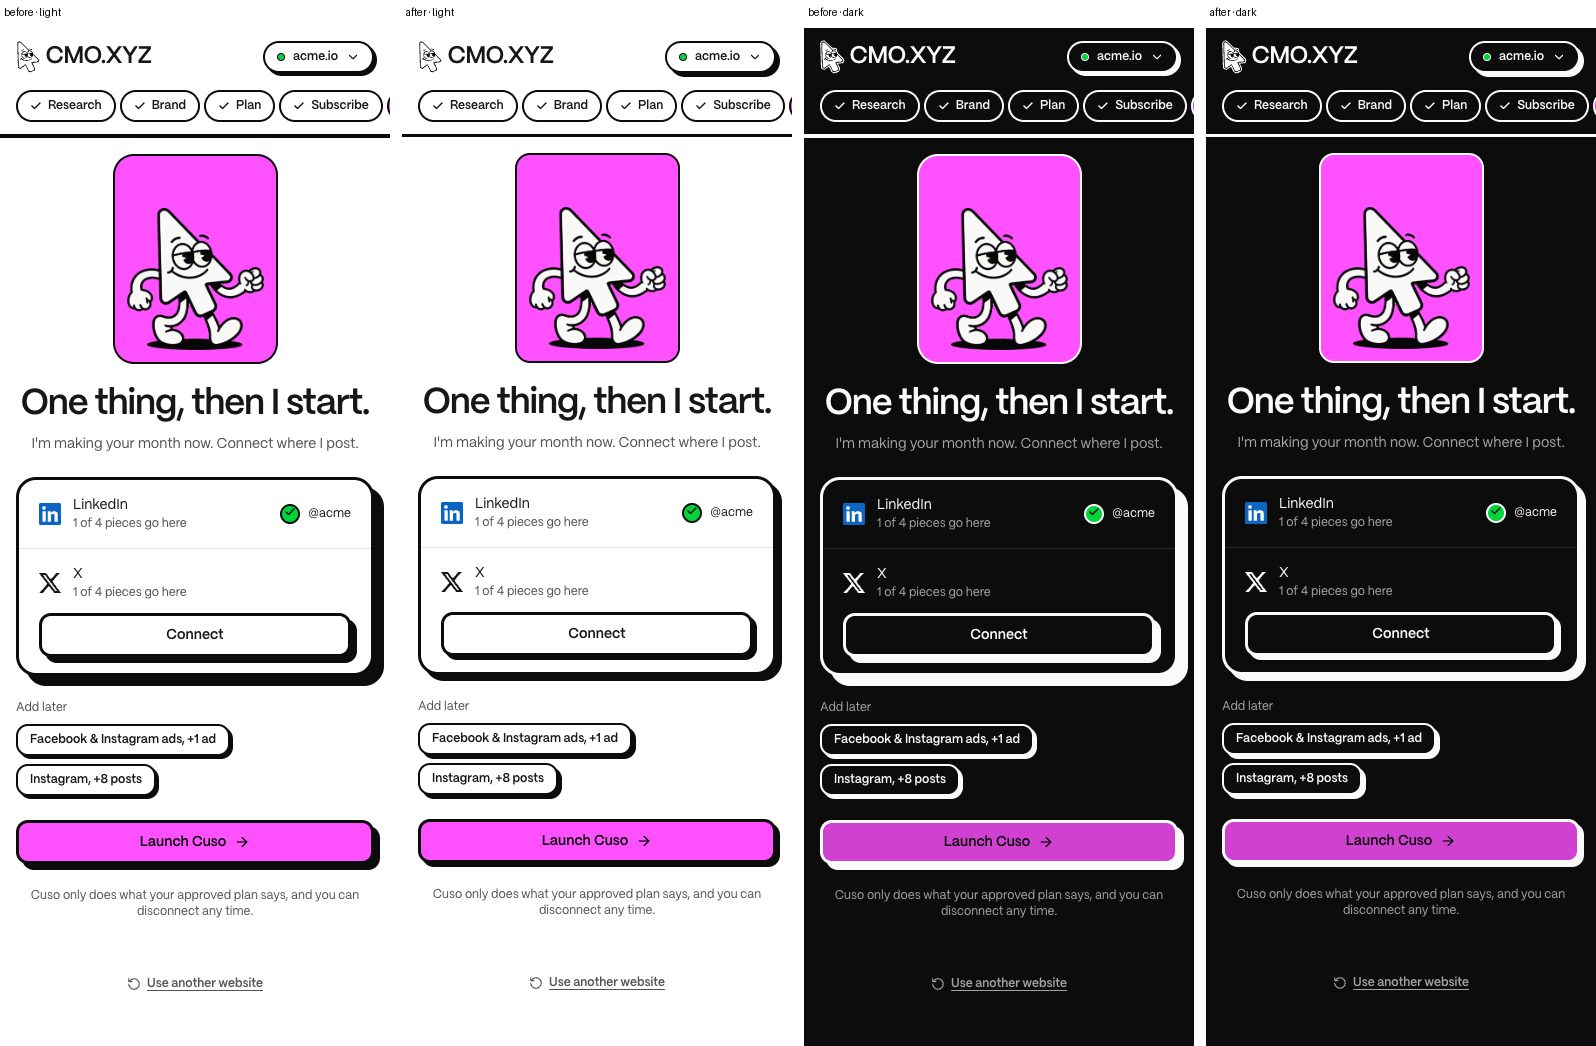 before · light
CMO.XYZ
acme.io
Research
Brand
Plan
Subscribe
One thing, then I start.
I'm making your month now. Connect where I post.
in
LinkedIn
1 of 4 pieces go here
@acme
X
1 of 4 pieces go here
Connect
Add later
Facebook & Instagram ads, +1 ad
Instagram, +8 posts
Launch Cuso
Cuso only does what your approved plan says, and you can
disconnect any time.
Use another website
after · light
CMO.XYZ
acme.io
Research
Brand
Plan
Subscribe
One thing, then I start.
I'm making your month now. Connect where I post.
in
LinkedIn
1 of 4 pieces go here
@acme
X
1 of 4 pieces go here
Connect
Add later
Facebook & Instagram ads, +1 ad
Instagram, +8 posts
Launch Cuso
Cuso only does what your approved plan says, and you can
disconnect any time.
Use another website
before · dark
CMO.XYZ
acme.io
Research
Brand
Plan
Subscribe
One thing, then I start.
I'm making your month now. Connect where I post.
in
LinkedIn
1 of 4 pieces go here
@acme
X
1 of 4 pieces go here
Connect
Add later
Facebook & Instagram ads, +1 ad
Instagram, +8 posts
Launch Cuso
Cuso only does what your approved plan says, and you can
disconnect any time.
Use another website
after · dark
CMO.XYZ
acme.io
Research
Brand
Plan
Subscribe
One thing, then I start.
I'm making your month now. Connect where I post.
in
LinkedIn
1 of 4 pieces go here
@acme
X
1 of 4 pieces go here
Connect
Add later
Facebook & Instagram ads, +1 ad
Instagram, +8 posts
Launch Cuso
Cuso only does what your approved plan says, and you can
disconnect any time.
Use another website